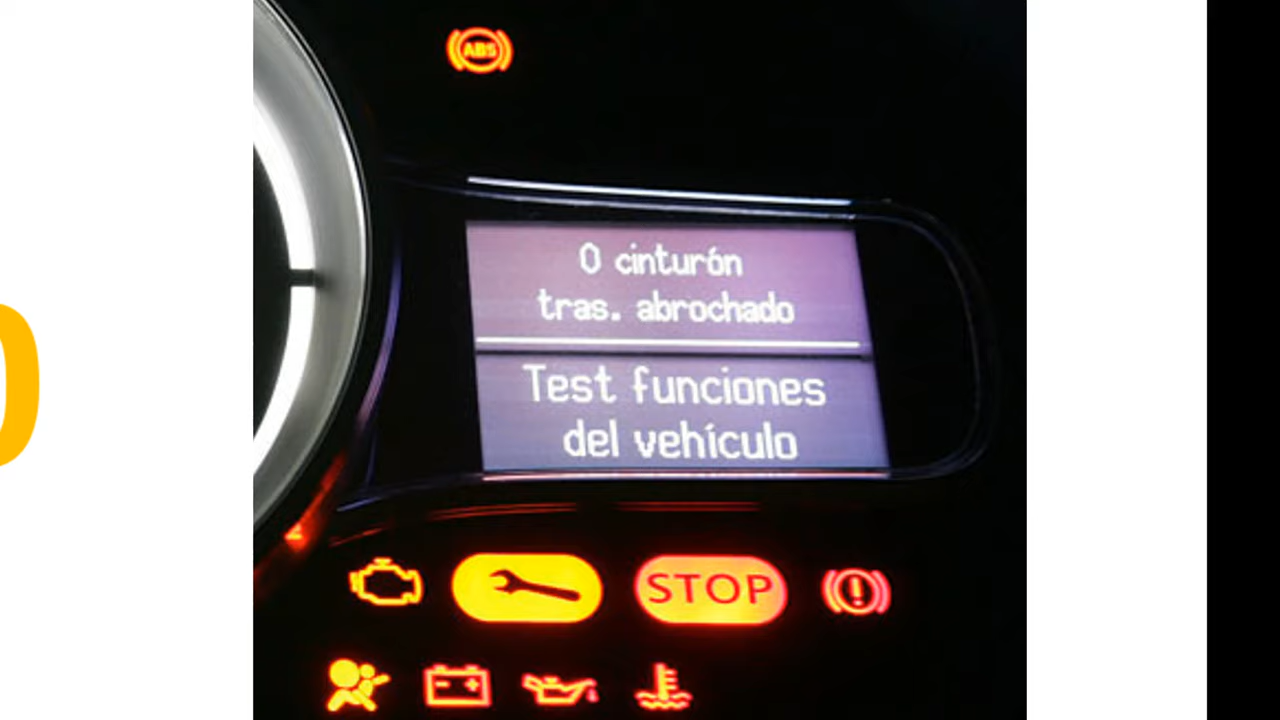 ABS
0 cinturón
tras. abrochado
Test funciones
del vehículo
STOP